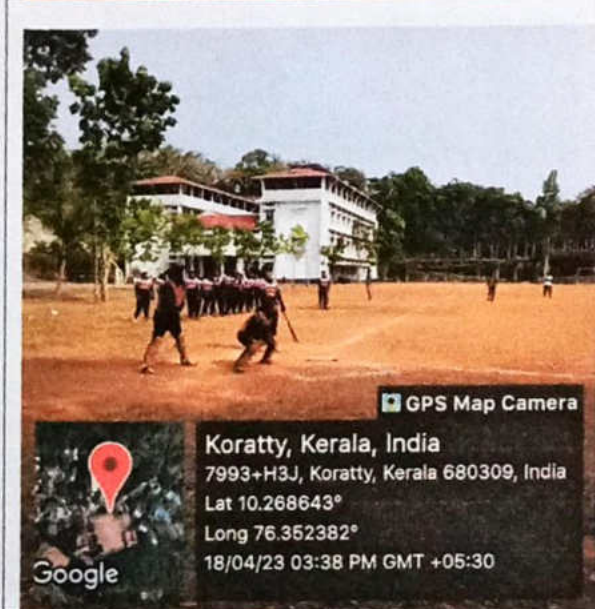 GPS Map Camera
Koratty, Kerala, India
7993+H3J, Koratty, Kerala 680309, India
Lat 10.268643°
Long 76.352382°
18/04/23 03:38 PM GMT +05:30
Google